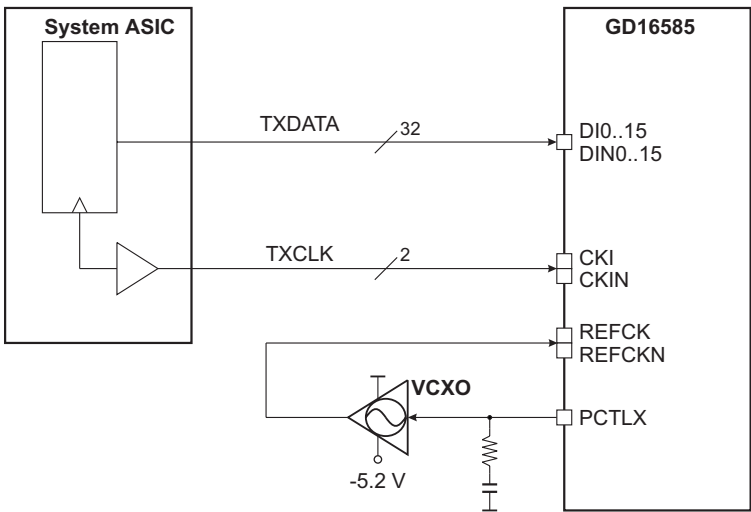 System ASIC
GD16585
TXDATA
32
DI0..15
DIN0..15
TXCLK
2
CKI
CKIN
REFCK
REFCKN
VCXO
PCTLX
-5.2 V